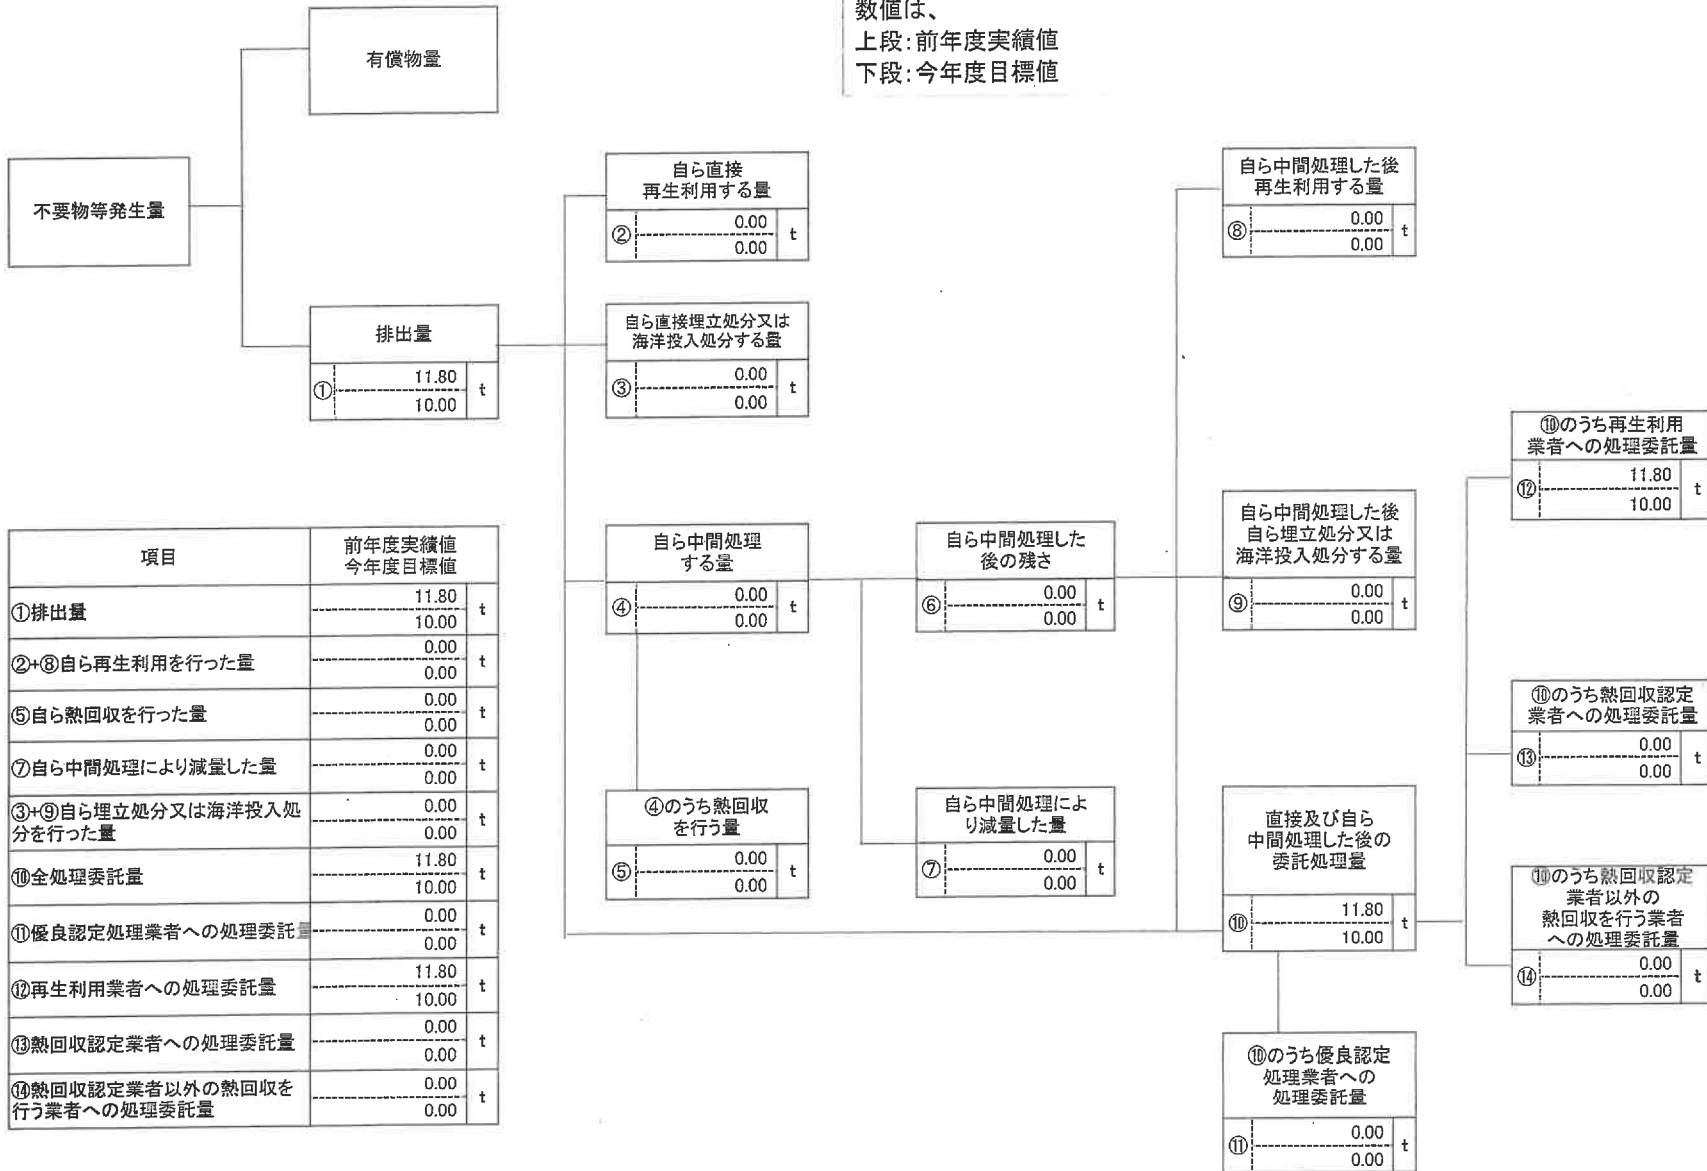 数値は、
上段:前年度実績値
下段:今年度目標値
有償物量
不要物等発生量
排出量
①
11.80
10.00
t
自ら直接
再生利用する量
②
0.00
0.00
t
自ら直接埋立処分又は
海洋投入処分する量
③
0.00
0.00
t
自ら中間処理
する量
④
0.00
0.00
t
④のうち熱回収
を行う量
⑤
0.00
0.00
t
自ら中間処理した
後の残さ
⑥
0.00
0.00
t
自ら中間処理によ
り減量した量
⑦
0.00
0.00
t
自ら中間処理した後
再生利用する量
⑧
0.00
0.00
t
自ら中間処理した後
自ら埋立処分又は
海洋投入処分する量
⑨
0.00
0.00
t
直接及び自ら
中間処理した後の
委託処理量
⑩
11.80
10.00
t
⑩のうち優良認定
処理業者への
処理委託量
⑪
0.00
0.00
t
⑩のうち再生利用
業者への処理委託量
⑫
11.80
10.00
t
⑩のうち熱回収認定
業者への処理委託量
⑬
0.00
0.00
t
⑩のうち熱回収認定
業者以外の
熱回収を行う業者
への処理委託量
⑭
0.00
0.00
t
項目
前年度実績値
今年度目標値
①排出量
11.80
10.00
t
②+⑧自ら再生利用を行った量
0.00
0.00
t
⑤自ら熱回収を行った量
0.00
0.00
t
⑦自ら中間処理により減量した量
0.00
0.00
t
③+⑨自ら埋立処分又は海洋投入処
分を行った量
0.00
0.00
t
⑩全処理委託量
11.80
10.00
t
⑪優良認定処理業者への処理委託量
0.00
0.00
t
⑫再生利用業者への処理委託量
11.80
10.00
t
⑬熱回収認定業者への処理委託量
0.00
0.00
t
⑭熱回収認定業者以外の熱回収を
行う業者への処理委託量
0.00
0.00
t